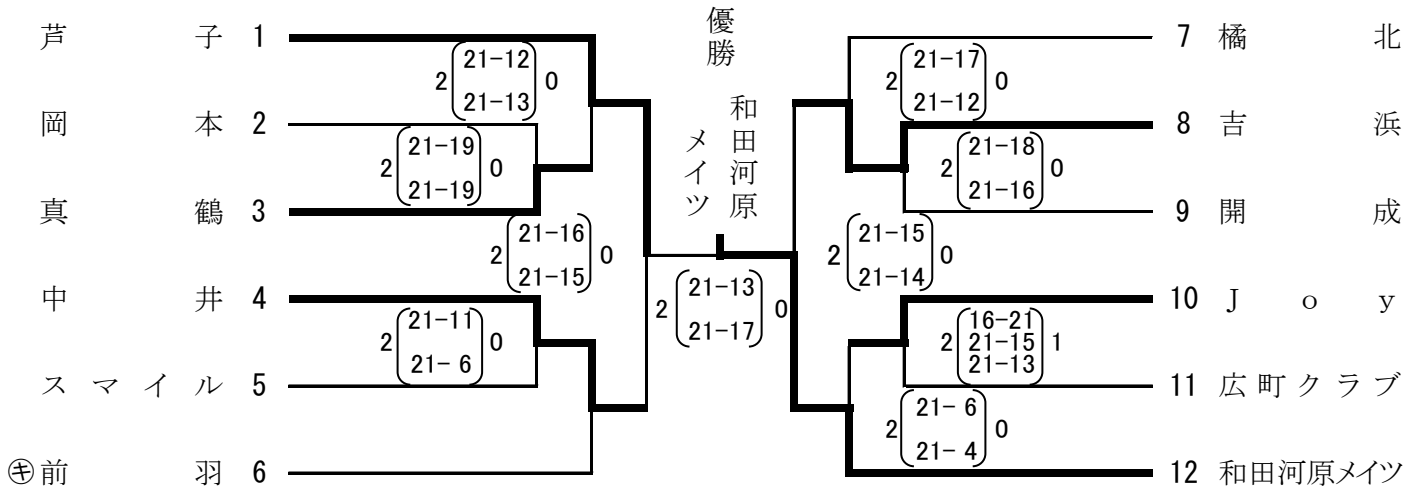 優勝
和田河原
メイツ
芦子 1
2 21-12 0
21-13
岡本 2
2 21-19 0
21-19
真鶴 3
2 21-16 0
21-15
中井 4
2 21-11 0
21- 6
スマイル 5
㋖前羽 6
2 21-13 0
21-17
7 橘北
2 21-17 0
21-12
8 吉浜
2 21-18 0
21-16
9 開成
2 21-15 0
21-14
10 Joy
16-21
2 21-15 1
21-13
11 広町クラブ
2 21- 6 0
21- 4
12 和田河原メイツ